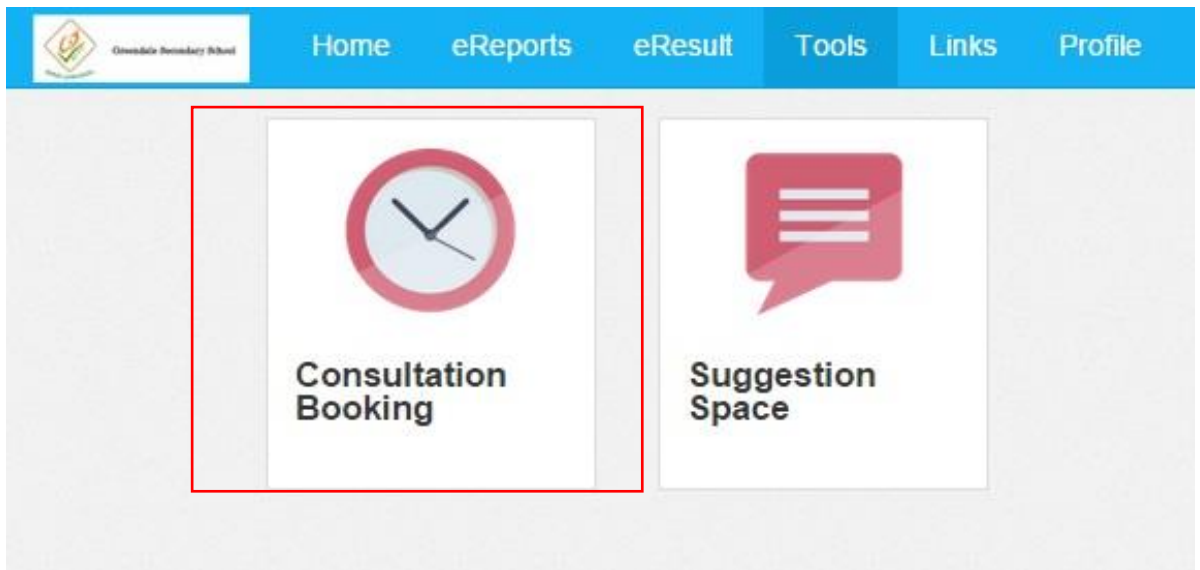 Greendale Secondary School
Home eReports eResult Tools Links Profile
Consultation
Booking
Suggestion
Space